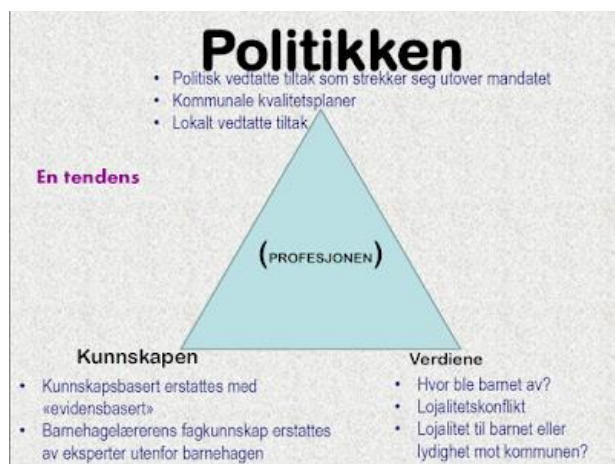 Politikken
• Politisk vedtatte tiltak som strekker seg utover mandatet
• Kommunale kvalitetsplaner
• Lokalt vedtatte tiltak
En tendens
(PROFESJONEN)
Kunnskapen
• Kunnskapsbasert erstattes med
«evidensbasert»
• Barnehagelærerens fagkunnskap erstattes
av eksperter utenfor barnehagen
Verdiene
• Hvor ble barnet av?
• Lojalitetskonflikt
• Lojalitet til barnet eller
lydighet mot kommunen?